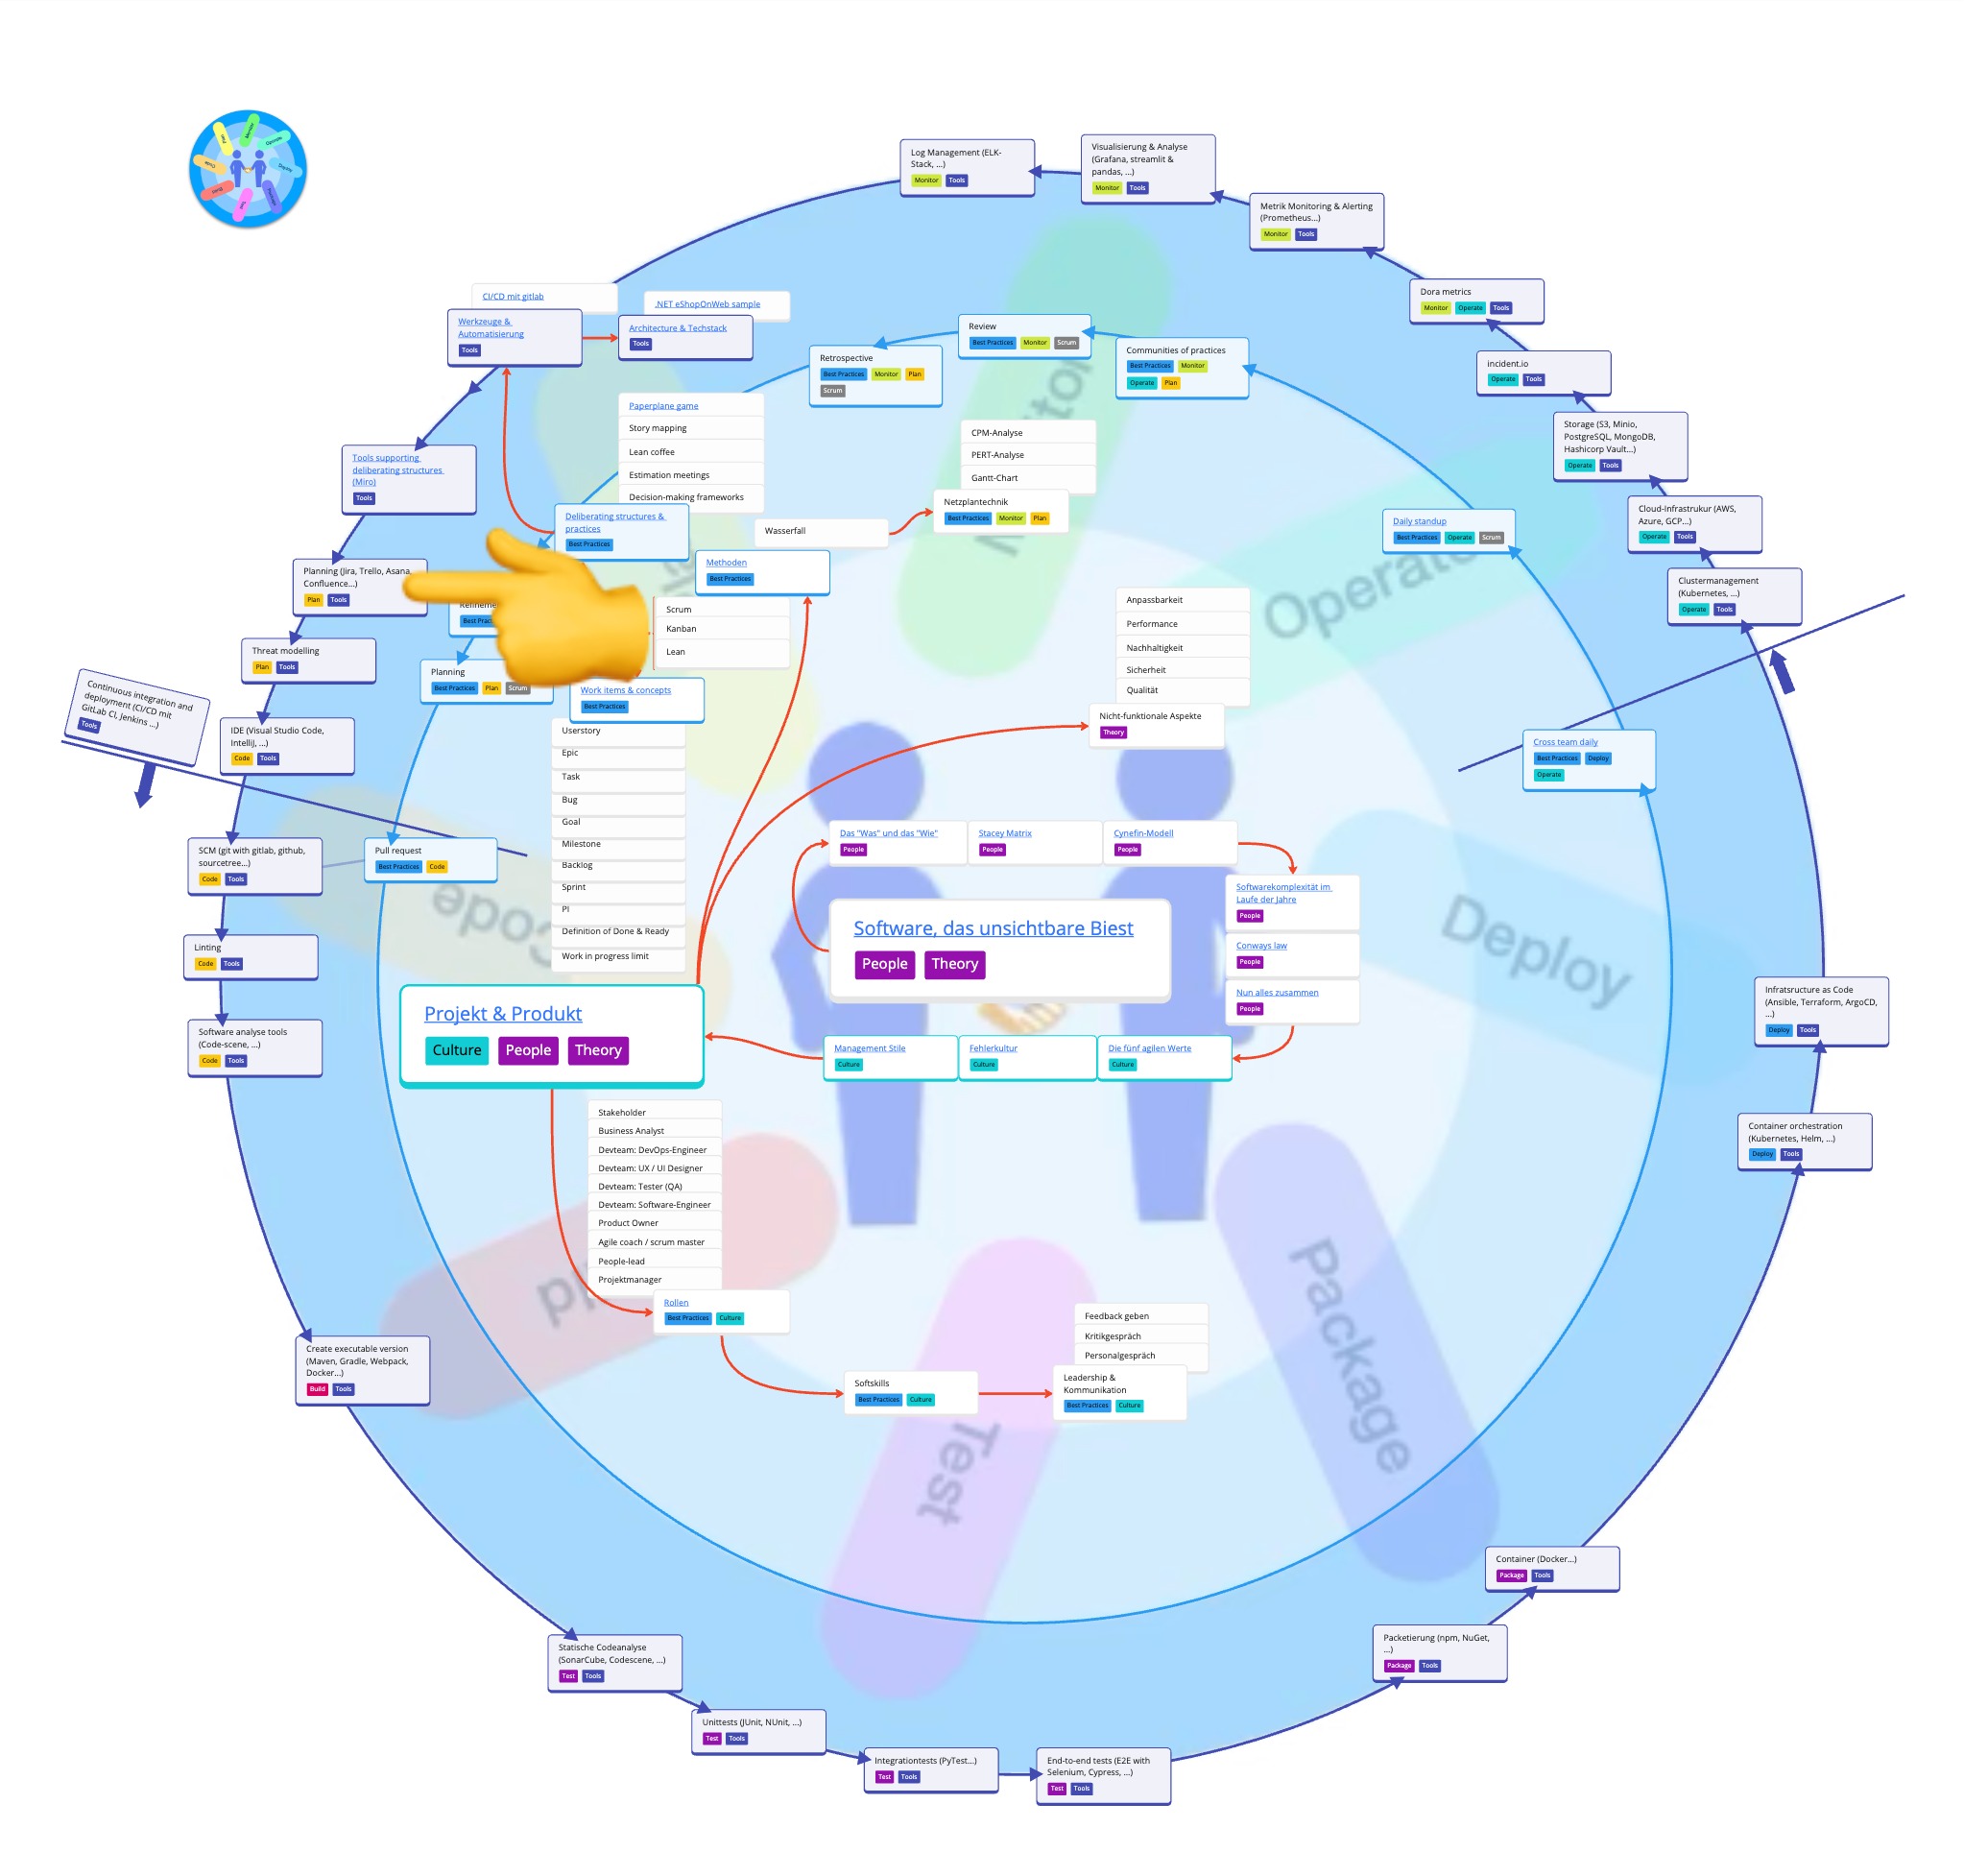 Log Management (ELK-
Stack, ...)
Monitor Tools
Visualisierung & Analyse
(Grafana, streamlit &
pandas, ...)
Monitor Tools
Metrik Monitoring & Alerting
(Prometheus...)
Monitor Tools
Dora metrics
Monitor Operate Tools
incident.io
Operate Tools
Storage (S3, Minio,
PostgreSQL, MongoDB,
Hashicorp Vault...)
Operate Tools
Cloud-Infrastrukur (AWS,
Azure, GCP...)
Operate Tools
Clustermanagement
(Kubernetes, ...)
Operate Tools
CI/CD mit gitlab
Werkzeuge &
Automatisierung
Tools
.NET eShopOnWeb sample
Architecture & Techstack
Tools
Retrospective
Best Practices Monitor Plan
Scrum
Review
Best Practices Monitor Scrum
Communities of practices
Best Practices Monitor
Operate Plan
Tools supporting
deliberating structures
(Miro)
Tools
Paperplane game
Story mapping
Lean coffee
Estimation meetings
Decision-making frameworks
Deliberating structures &
practices
Best Practices
CPM-Analyse
PERT-Analyse
Gantt-Chart
Netzplantechnik
Best Practices Monitor Plan
Wasserfall
Methoden
Best Practices
Scrum
Kanban
Lean
Daily standup
Best Practices Operate Scrum
Operate
Planning (Jira, Trello, Asana,
Confluence...)
Plan Tools
Threat modelling
Plan Tools
Planning
Best Practices Plan Scrum
Continuous integration and
deployment (CI/CD mit
GitLab CI, Jenkins ...)
Tools
IDE (Visual Studio Code,
Intellij, ...)
Code Tools
Work items & concepts
Best Practices
Userstory
Epic
Task
Bug
Goal
Milestone
Backlog
Sprint
PI
Definition of Done & Ready
Work in progress limit
Anpassbarkeit
Performance
Nachhaltigkeit
Sicherheit
Qualität
Nicht-funktionale Aspekte
Theory
Cross team daily
Best Practices Deploy
Operate
SCM (git with gitlab, github,
sourcetree...)
Code Tools
Pull request
Best Practices Code
Code
Linting
Code Tools
Software analyse tools
(Code-scene, ...)
Code Tools
Das "Was" und das "Wie"
People
Stacey Matrix
People
Cynefin-Modell
People
Softwarekomplexität im
Laufe der Jahre
People
Conways law
People
Nun alles zusammen
People
Software, das unsichtbare Biest
People Theory
Deploy
Projekt & Produkt
Culture People Theory
Management Stile
Culture
Fehlerkultur
Culture
Die fünf agilen Werte
Culture
Infratsructure as Code
(Ansible, Terraform, ArgoCD,
...)
Deploy Tools
Container orchestration
(Kubernetes, Helm, ...)
Deploy Tools
Stakeholder
Business Analyst
Devteam: DevOps-Engineer
Devteam: UX / UI Designer
Devteam: Tester (QA)
Devteam: Software-Engineer
Product Owner
Agile coach / scrum master
People-lead
Projektmanager
Rollen
Best Practices Culture
Softskills
Best Practices Culture
Feedback geben
Kritikgespräch
Personalgespräch
Leadership &
Kommunikation
Best Practices Culture
Package
Test
Create executable version
(Maven, Gradle, Webpack,
Docker...)
Build Tools
Statische Codeanalyse
(SonarCube, Codescene, ...)
Test Tools
Unittests (JUnit, NUnit, ...)
Test Tools
Integrationtests (PyTest...)
Test Tools
End-to-end tests (E2E with
Selenium, Cypress, ...)
Test Tools
Packetierung (npm, NuGet,
...)
Package Tools
Container (Docker...)
Package Tools